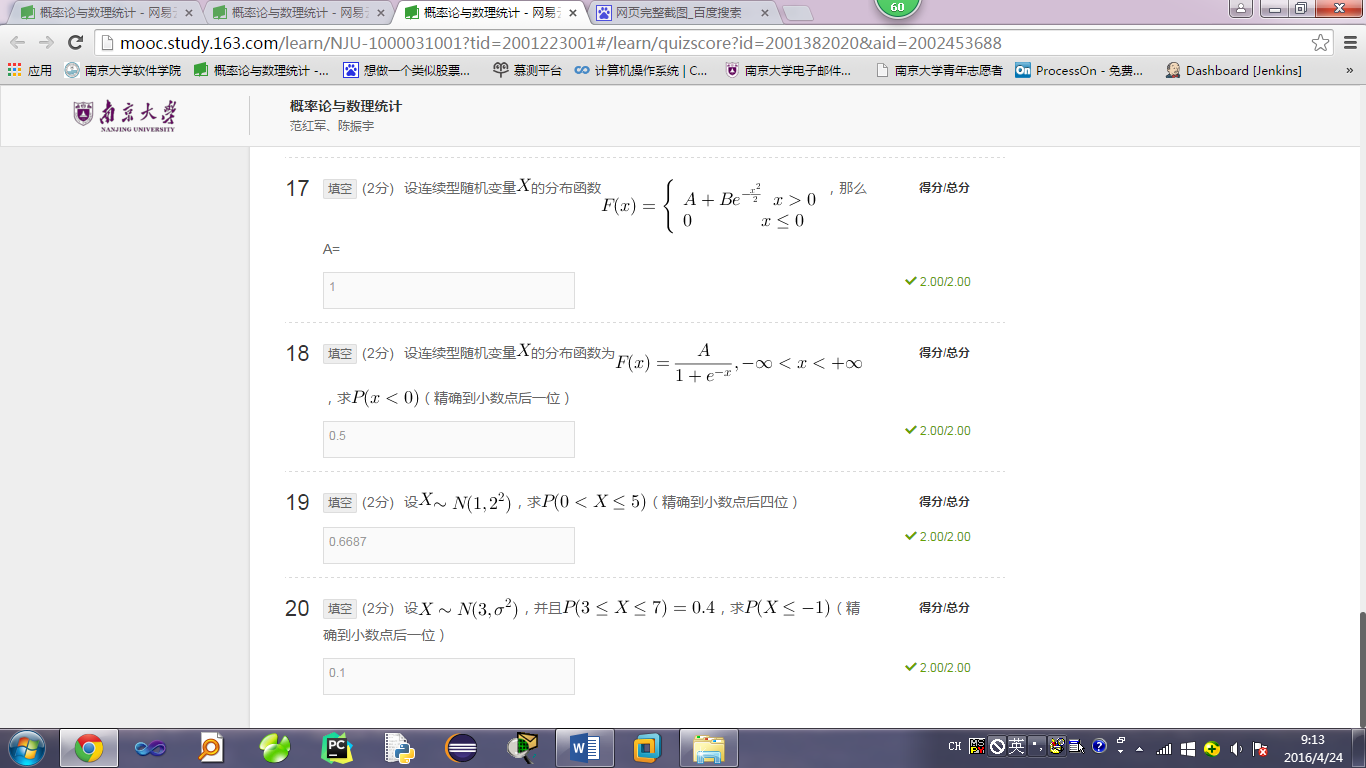 概率论与数理统计 - 网易云
概率论与数理统计 - 网易云
概率论与数理统计 - 网易云
网页完整截图_百度搜索
60
mooc.study.163.com/learn/NJU-1000031001?tid=2001223001#/learn/quizscore?id=2001382020&aid=2002453688
应用 南京大学软件学院 概率论与数理统计 -... 想做一个类似股票... 慕测平台 计算机操作系统 | C... 南京大学电子邮件... 南京大学青年志愿者 ProcessOn - 免费... Dashboard [Jenkins] »
南京大学
NANJING UNIVERSITY
概率论与数理统计
范红军、陈振宇
17 填空 (2分) 设连续型随机变量X的分布函数 F(x) = { A + Be^{-\frac{x^2}{2}} x > 0 ，那么 得分/总分
0 x ≤ 0
A=
1 2.00/2.00
18 填空 (2分) 设连续型随机变量X的分布函数为 F(x) = \frac{A}{1 + e^{-x}}, -∞ < x < +∞ 得分/总分
，求P(x < 0)（精确到小数点后一位）
0.5 2.00/2.00
19 填空 (2分) 设X∼ N(1, 2^2)，求P(0 < X ≤ 5)（精确到小数点后四位） 得分/总分
0.6687 2.00/2.00
20 填空 (2分) 设X ∼ N(3, σ^2)，并且P(3 ≤ X ≤ 7) = 0.4，求P(X ≤ −1)（精 得分/总分
确到小数点后一位）
0.1 2.00/2.00
PC
W
CH 英
9:13
2016/4/24